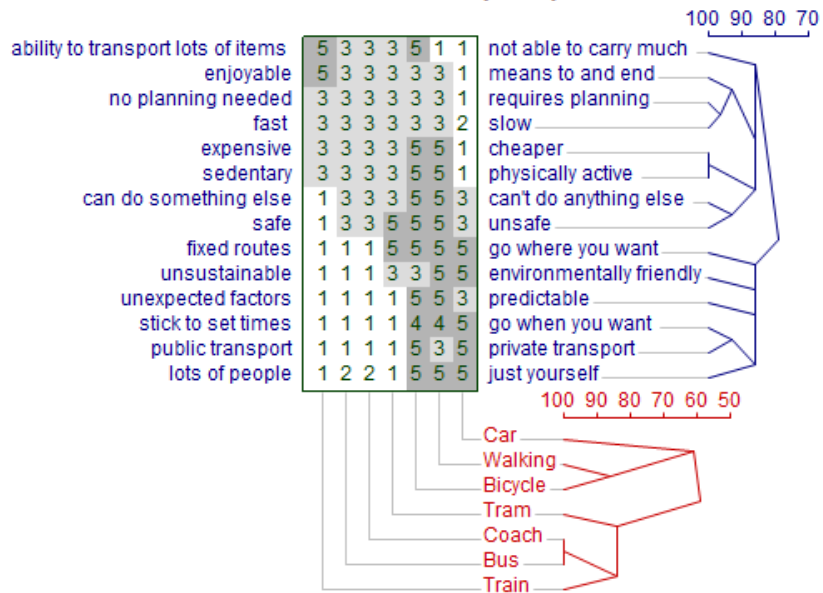 100 90 80 70
ability to transport lots of items 5 3 3 3 5 1 1 not able to carry much
enjoyable 5 3 3 3 3 3 1 means to and end
no planning needed 3 3 3 3 3 3 1 requires planning
fast 3 3 3 3 3 3 2 slow
expensive 3 3 3 3 5 5 1 cheaper
sedentary 3 3 3 3 5 5 1 physically active
can do something else 1 3 3 3 5 5 3 can't do anything else
safe 1 3 3 5 5 5 3 unsafe
fixed routes 1 1 1 5 5 5 5 go where you want
unsustainable 1 1 1 3 3 5 5 environmentally friendly
unexpected factors 1 1 1 1 5 5 3 predictable
stick to set times 1 1 1 1 4 4 5 go when you want
public transport 1 1 1 1 5 3 5 private transport
lots of people 1 2 2 1 5 5 5 just yourself
100 90 80 70 60 50
Car
Walking
Bicycle
Tram
Coach
Bus
Train